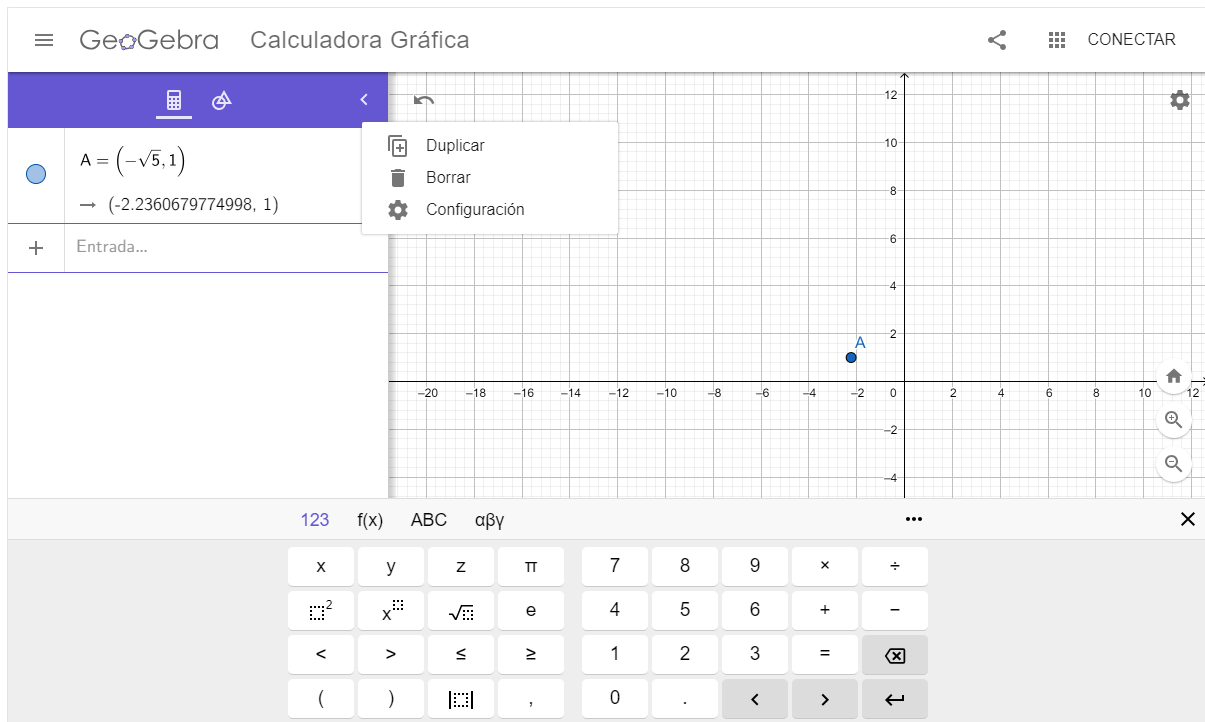 GeoGebra Calculadora Gráfica CONECTAR
A = (−√5, 1)
→ (-2.2360679774998, 1)
Entrada...
Duplicar
Borrar
Configuración
12
10
8
6
4
2
A
−20 −18 −16 −14 −12 −10 −8 −6 −4 −2 0 2 4 6 8 10 12
−2
−4
123 f(x) ABC αβγ •••
x y z π 7 8 9 × ÷
2 x √ e 4 5 6 + −
< > ≤ ≥ 1 2 3 =
( ) | | , 0 . < >